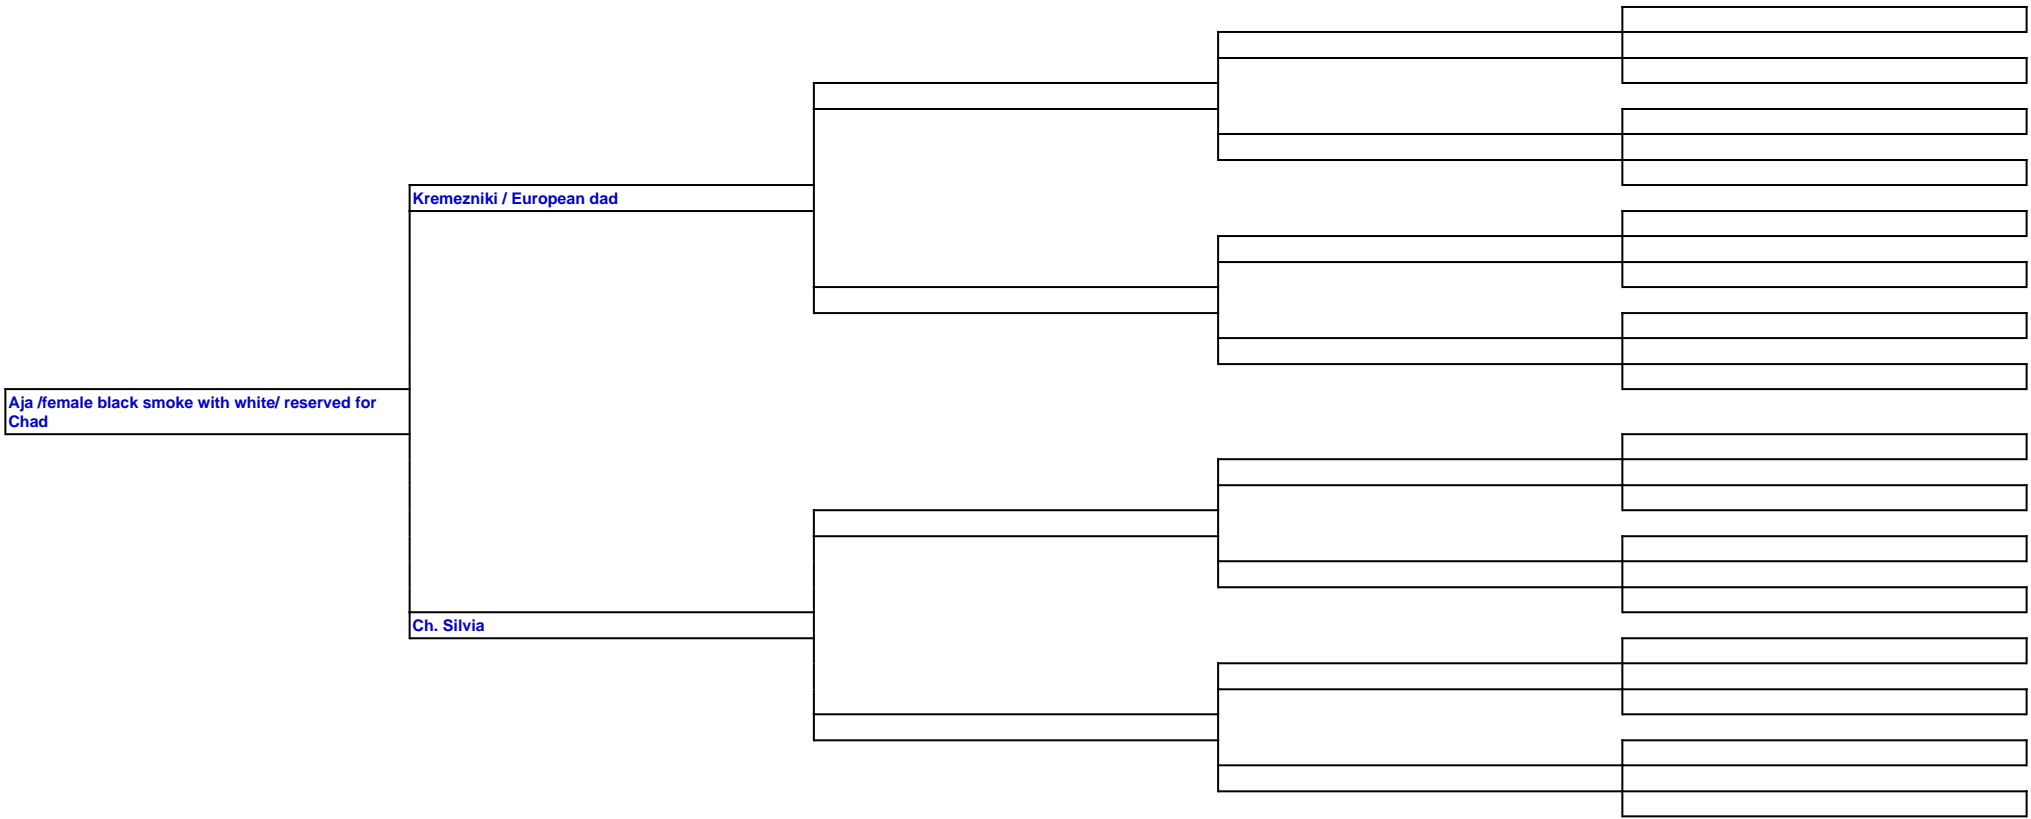 Kremezniki / European dad
Aja /female black smoke with white/ reserved for
Chad
Ch. Silvia